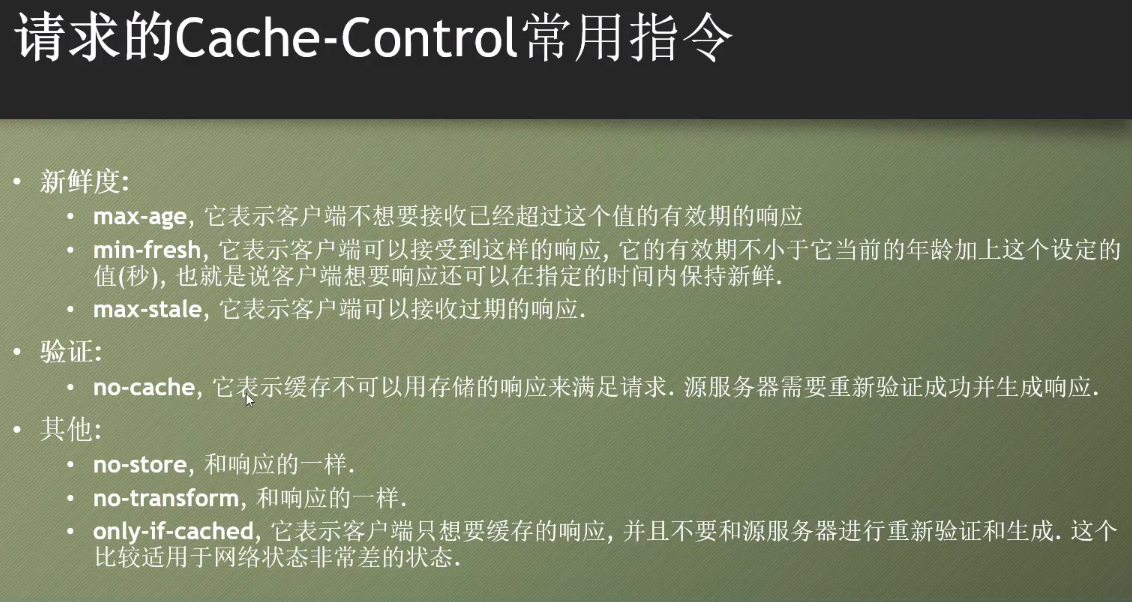 请求的Cache-Control常用指令
• 新鲜度:
• max-age, 它表示客户端不想要接收已经超过这个值的有效期的响应
• min-fresh, 它表示客户端可以接受到这样的响应, 它的有效期不小于它当前的年龄加上这个设定的
值(秒), 也就是说客户端想要响应还可以在指定的时间内保持新鲜.
• max-stale, 它表示客户端可以接收过期的响应.
• 验证:
• no-cache, 它表示缓存不可以用存储的响应来满足请求. 源服务器需要重新验证成功并生成响应.
• 其他:
• no-store, 和响应的一样.
• no-transform, 和响应的一样.
• only-if-cached, 它表示客户端只想要缓存的响应, 并且不要和源服务器进行重新验证和生成. 这个
比较适用于网络状态非常差的状态.